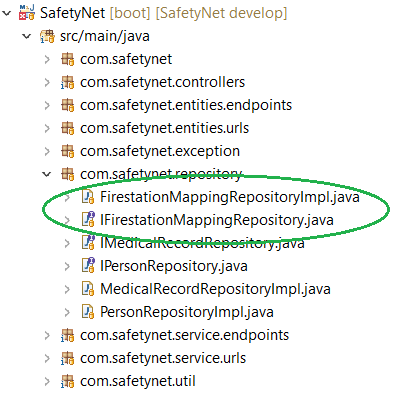 SafetyNet [boot] [SafetyNet develop]
src/main/java
com.safetynet
com.safetynet.controllers
com.safetynet.entities.endpoints
com.safetynet.entities.urls
com.safetynet.exception
com.safetynet.repository
FirestationMappingRepositoryImpl.java
IFirestationMappingRepository.java
IMedicalRecordRepository.java
IPersonRepository.java
MedicalRecordRepositoryImpl.java
PersonRepositoryImpl.java
com.safetynet.service.endpoints
com.safetynet.service.urls
com.safetynet.util